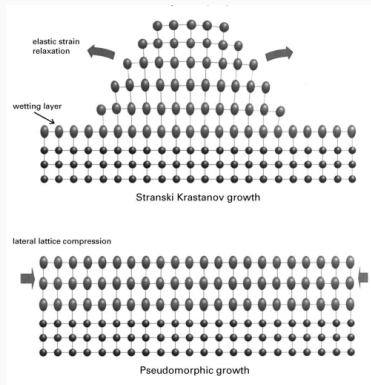 elastic strain
relaxation
wetting layer
Stranski Krastanov growth
lateral lattice compression
Pseudomorphic growth